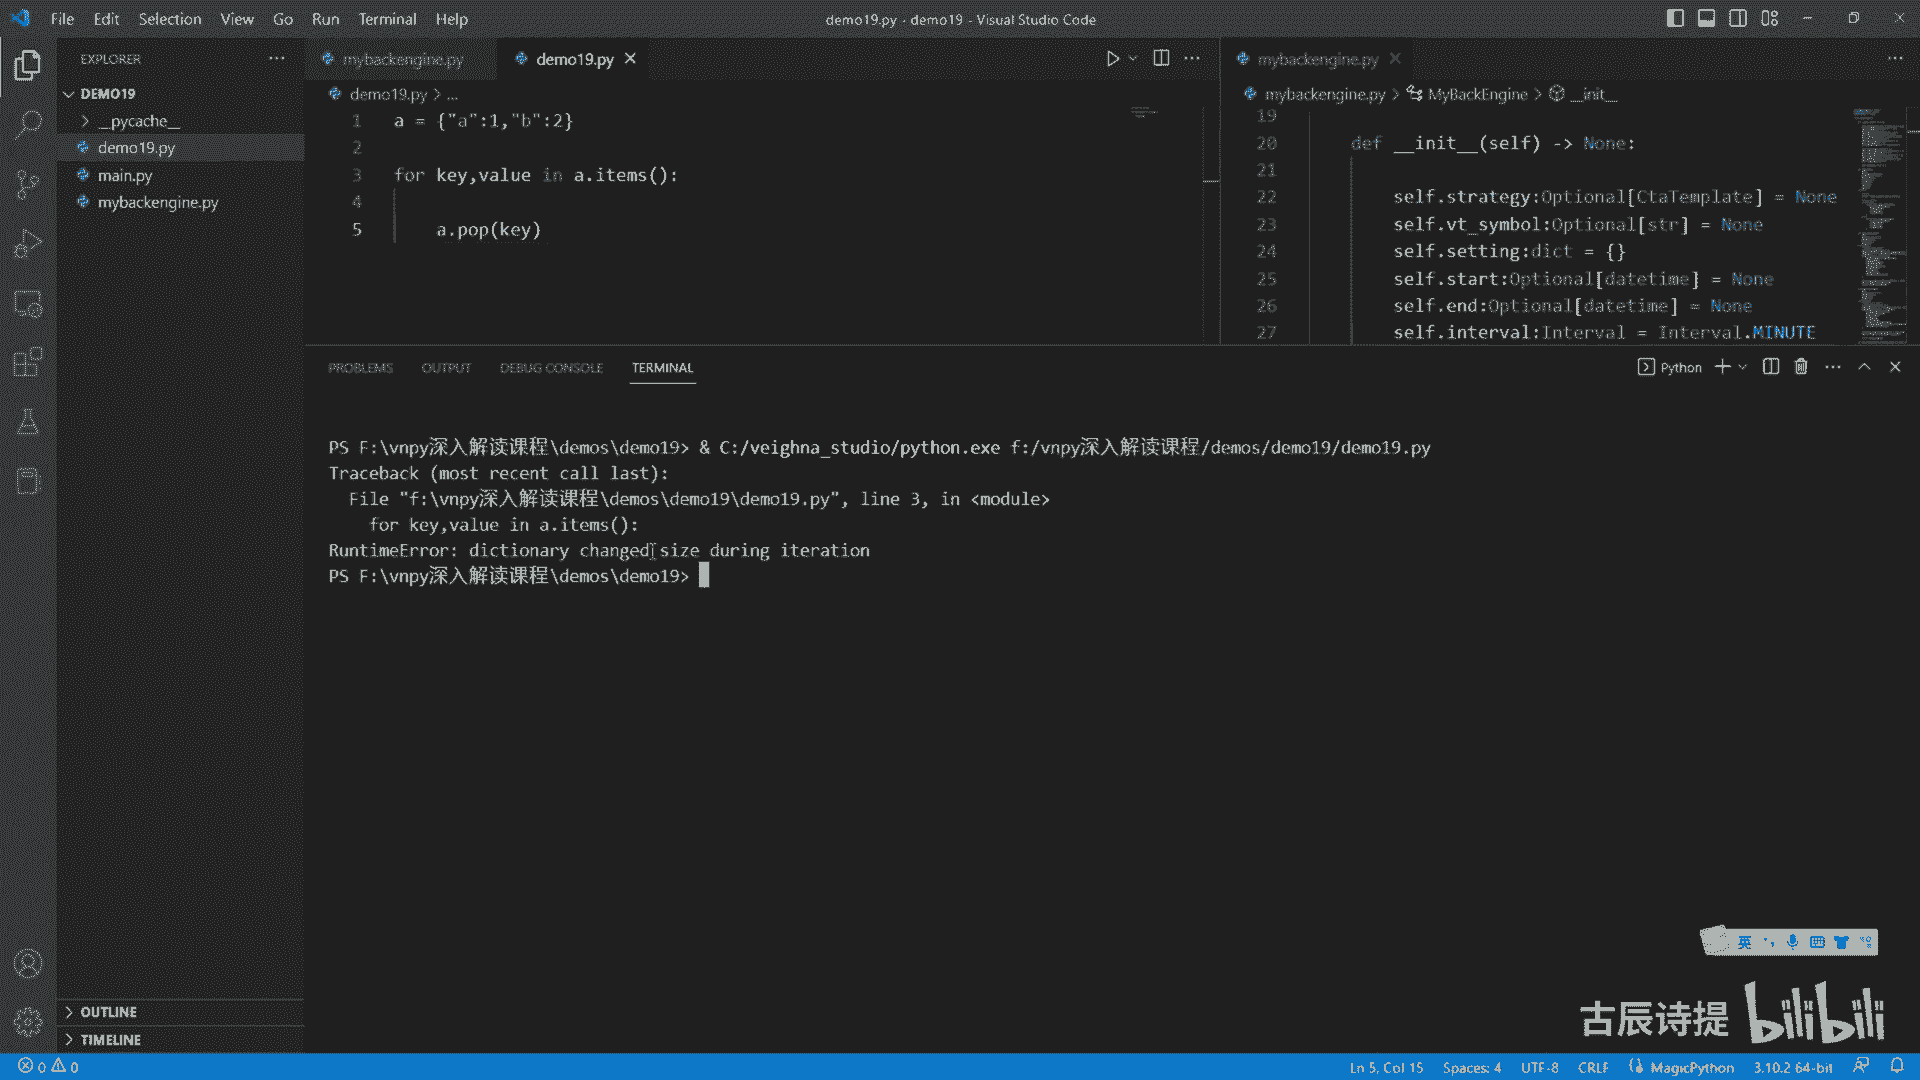 File Edit Selection View Go Run Terminal Help
demo19.py - demo19 - Visual Studio Code
EXPLORER
DEMO19
__pycache__
demo19.py
main.py
mybackengine.py
OUTLINE
TIMELINE
mybackengine.py
demo19.py
demo19.py > ...
1 a = {"a":1,"b":2}
2
3 for key,value in a.items():
4
5 a.pop(key)
mybackengine.py
mybackengine.py > MyBackEngine > __init__
19
20 def __init__(self) -> None:
21
22 self.strategy:Optional[CtaTemplate] = None
23 self.vt_symbol:Optional[str] = None
24 self.setting:dict = {}
25 self.start:Optional[datetime] = None
26 self.end:Optional[datetime] = None
27 self.interval:Interval = Interval.MINUTE
PROBLEMS OUTPUT DEBUG CONSOLE TERMINAL
Python
PS F:\vnpy深入解读课程\demos\demo19> & C:/veighna_studio/python.exe f:/vnpy深入解读课程/demos/demo19/demo19.py
Traceback (most recent call last):
File "f:\vnpy深入解读课程\demos\demo19\demo19.py", line 3, in <module>
for key,value in a.items():
RuntimeError: dictionary changed size during iteration
PS F:\vnpy深入解读课程\demos\demo19>
英
古辰诗提 bilibili
0 0
Ln 5, Col 15 Spaces: 4 UTF-8 CRLF MagicPython 3.10.2 64-bit